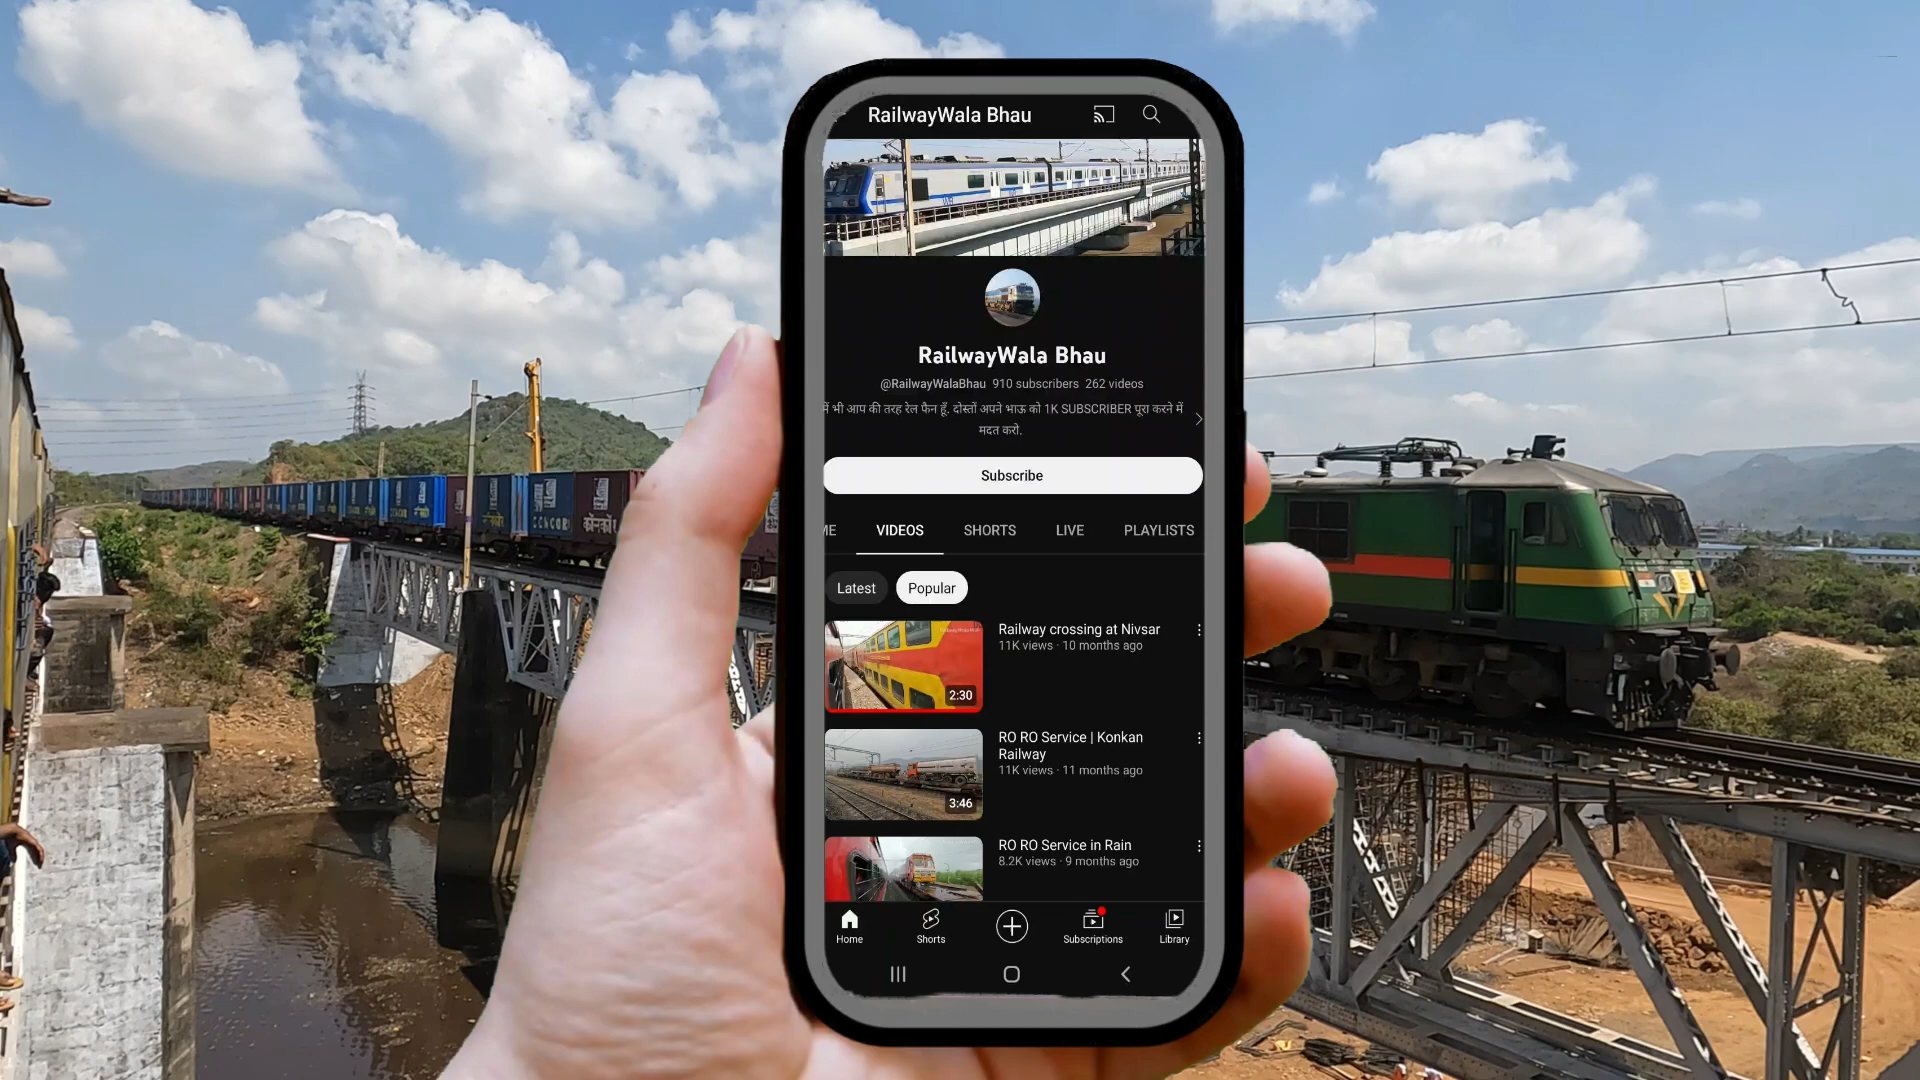 RailwayWala Bhau
RailwayWala Bhau
@RailwayWalaBhau 910 subscribers 262 videos
में भी आप की तरह रेल फैन हूँ. दोस्तों अपने भाऊ को 1K SUBSCRIBER पूरा करने में
मदत करो.
Subscribe
ME VIDEOS SHORTS LIVE PLAYLISTS
Latest Popular
Railway crossing at Nivsar
11K views · 10 months ago
2:30
RO RO Service | Konkan
Railway
11K views · 11 months ago
3:46
RO RO Service in Rain
8.2K views · 9 months ago
Home Shorts Subscriptions Library
CONCOR
कॉनकॉर